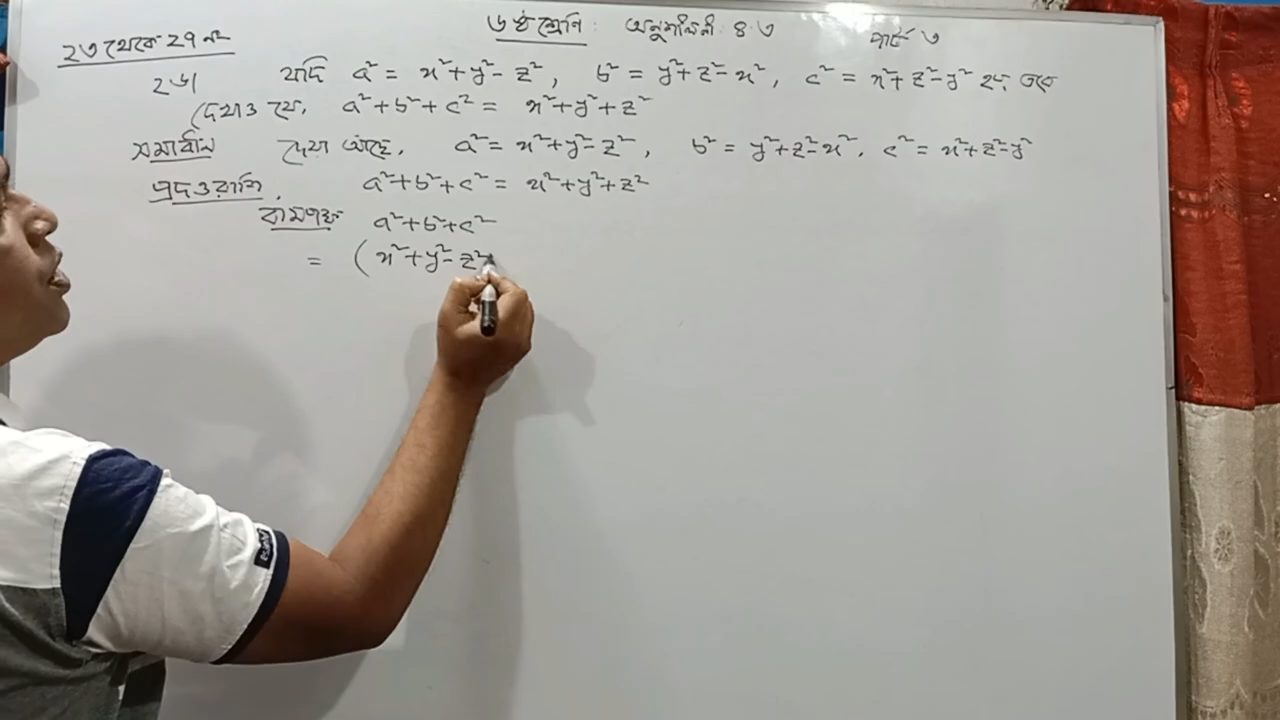 ৬ষ্ঠ শ্রেণি: অনুশীলনী: ৪.৩ পার্ট ৩
২৩ থেকে ২৭ নং
২৬। যদি a² = x²+y²- z², b² = y²+z²-x², c² = x²+z²-y² হয়, তবে
দেখাও যে, a²+b²+c² = x²+y²+z²
সমাধান দেয়া আছে, a² = x²+y²-z², b² = y²+z²-x², c² = x²+z²-y²
প্রদত্তরাশি, a²+b²+c² = x²+y²+z²
বামপক্ষ a²+b²+c²
= (x²+y²-z²